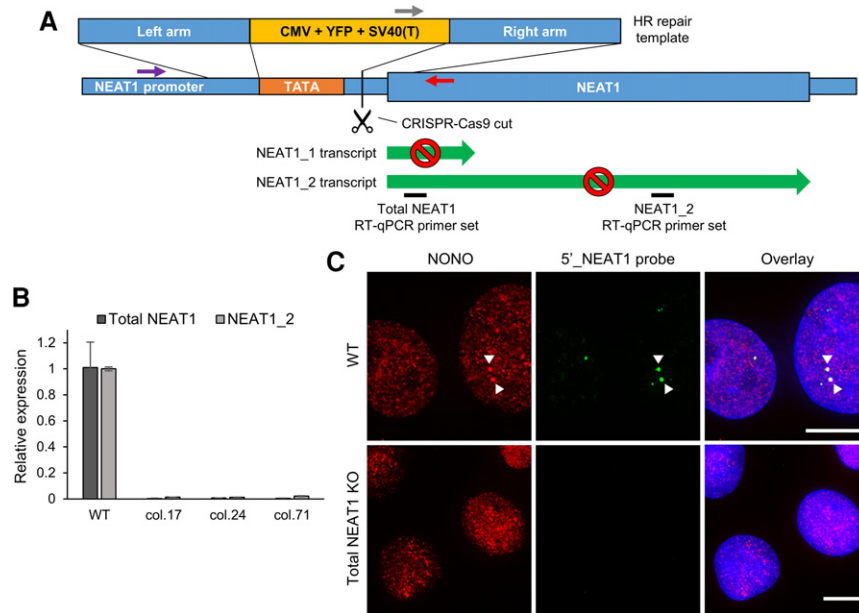 A
Left arm
CMV + YFP + SV40(T)
Right arm
HR repair
template
NEAT1 promoter
TATA
NEAT1
CRISPR-Cas9 cut
NEAT1_1 transcript
NEAT1_2 transcript
Total NEAT1
RT-qPCR primer set
NEAT1_2
RT-qPCR primer set
B
Total NEAT1
NEAT1_2
Relative expression
1.2
1
0.8
0.6
0.4
0.2
0
WT
col.17
col.24
col.71
C
NONO
5'_NEAT1 probe
Overlay
WT
Total NEAT1 KO